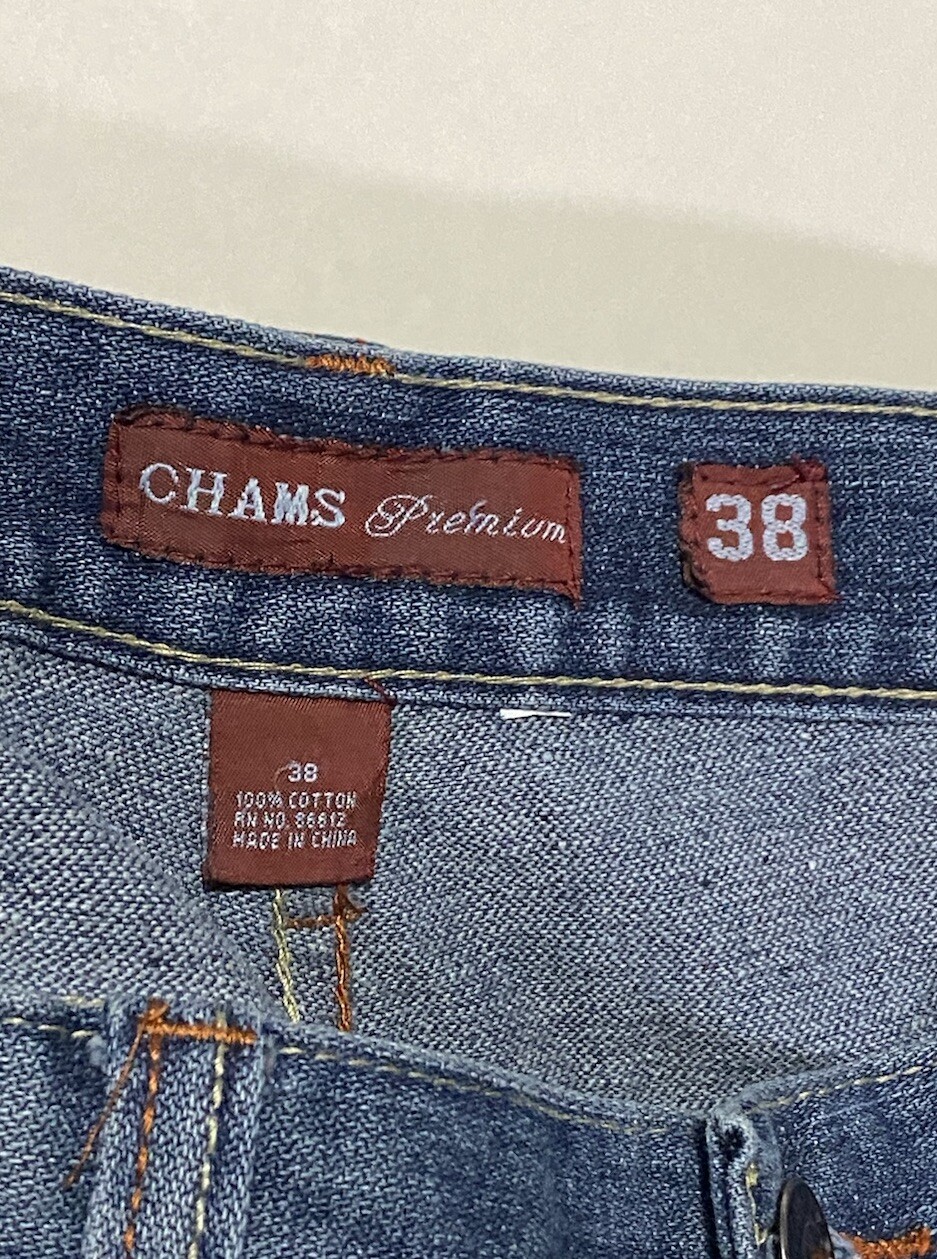 CHAMS Premium
38
38
100% COTTON
RN NO. 86612
MADE IN CHINA